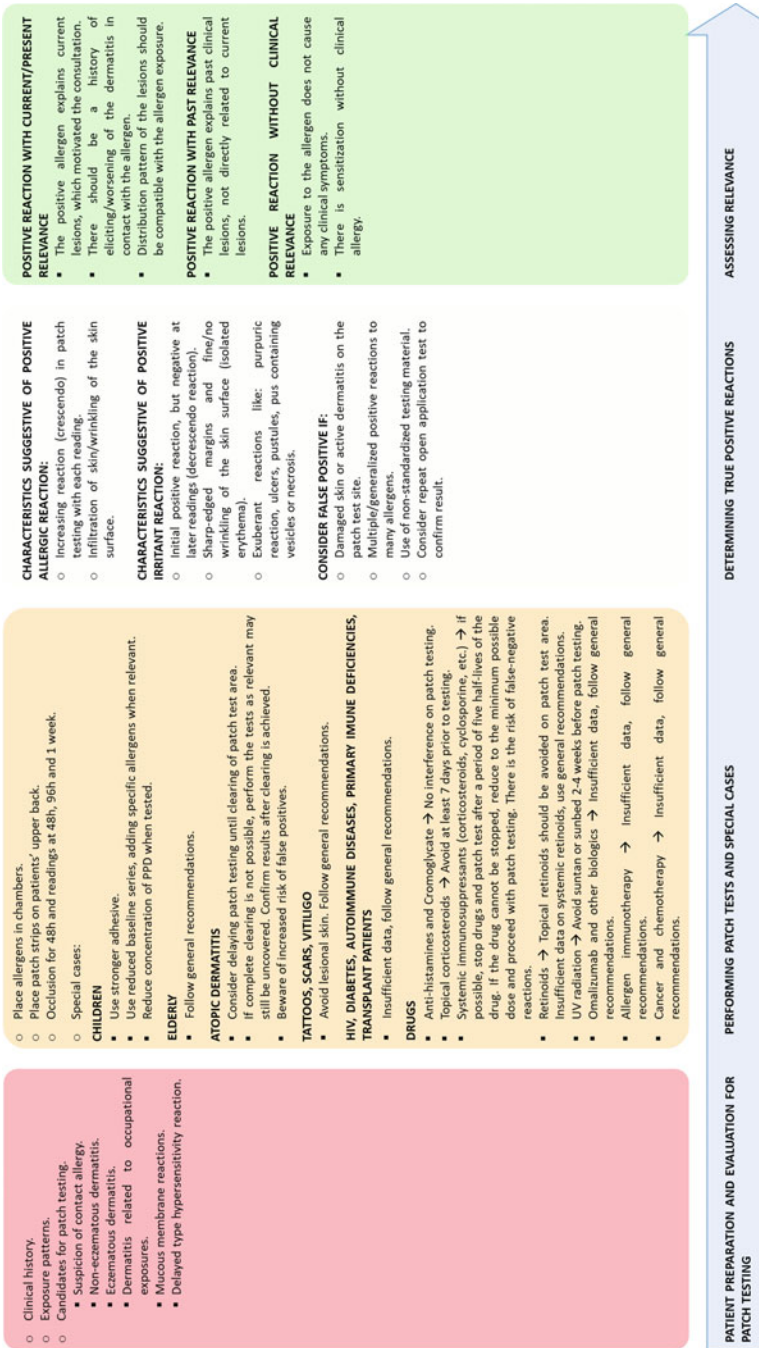 ○ Clinical history.
○ Exposure patterns.
○ Candidates for patch testing.
▪ Suspicion of contact allergy.
▪ Non-eczematous dermatitis.
▪ Eczematous dermatitis.
▪ Dermatitis related to occupational
exposures.
▪ Mucous membrane reactions.
▪ Delayed type hypersensitivity reaction.
PATIENT PREPARATION AND EVALUATION FOR
PATCH TESTING
○ Place allergens in chambers.
○ Place patch strips on patients' upper back.
○ Occlusion for 48h and readings at 48h, 96h and 1 week.
○ Special cases:
CHILDREN
▪ Use stronger adhesive.
▪ Use reduced baseline series, adding specific allergens when relevant.
▪ Reduce concentration of PPD when tested.
ELDERLY
▪ Follow general recommendations.
ATOPIC DERMATITIS
▪ Consider delaying patch testing until clearing of patch test area.
▪ If complete clearing is not possible, perform the tests as relevant may
still be uncovered. Confirm results after clearing is achieved.
▪ Beware of increased risk of false positives.
TATTOOS, SCARS, VITILIGO
▪ Avoid lesional skin. Follow general recommendations.
HIV, DIABETES, AUTOIMMUNE DISEASES, PRIMARY IMUNE DEFICIENCIES,
TRANSPLANT PATIENTS
▪ Insufficient data, follow general recommendations.
DRUGS
▪ Anti-histamines and Cromoglycate → No interference on patch testing.
▪ Topical corticosteroids → Avoid at least 7 days prior to testing.
▪ Systemic immunosuppressants (corticosteroids, cyclosporine, etc.) → if
possible, stop drugs and patch test after a period of five half-lives of the
drug. If the drug cannot be stopped, reduce to the minimum possible
dose and proceed with patch testing. There is the risk of false-negative
reactions.
▪ Retinoids → Topical retinoids should be avoided on patch test area.
Insufficient data on systemic retinoids, use general recommendations.
▪ UV radiation → Avoid suntan or sunbed 2-4 weeks before patch testing.
▪ Omalizumab and other biologics → Insufficient data, follow general
recommendations.
▪ Allergen immunotherapy → Insufficient data, follow general
recommendations.
▪ Cancer and chemotherapy → Insufficient data, follow general
recommendations.
PERFORMING PATCH TESTS AND SPECIAL CASES
CHARACTERISTICS SUGGESTIVE OF POSITIVE
ALLERGIC REACTION:
○ Increasing reaction (crescendo) in patch
testing with each reading.
○ Infiltration of skin/wrinkling of the skin
surface.
CHARACTERISTICS SUGGESTIVE OF POSITIVE
IRRITANT REACTION:
○ Initial positive reaction, but negative at
later readings (decrescendo reaction).
○ Sharp-edged margins and fine/no
wrinkling of the skin surface (isolated
erythema).
○ Exuberant reactions like: purpuric
reaction, ulcers, pustules, pus containing
vesicles or necrosis.
CONSIDER FALSE POSITIVE IF:
○ Damaged skin or active dermatitis on the
patch test site.
○ Multiple/generalized positive reactions to
many allergens.
○ Use of non-standardized testing material.
○ Consider repeat open application test to
confirm result.
DETERMINING TRUE POSITIVE REACTIONS
POSITIVE REACTION WITH CURRENT/PRESENT
RELEVANCE
▪ The positive allergen explains current
lesions, which motivated the consultation.
▪ There should be a history of
eliciting/worsening of the dermatitis in
contact with the allergen.
▪ Distribution pattern of the lesions should
be compatible with the allergen exposure.
POSITIVE REACTION WITH PAST RELEVANCE
▪ The positive allergen explains past clinical
lesions, not directly related to current
lesions.
POSITIVE REACTION WITHOUT CLINICAL
RELEVANCE
▪ Exposure to the allergen does not cause
any clinical symptoms.
▪ There is sensitization without clinical
allergy.
ASSESSING RELEVANCE